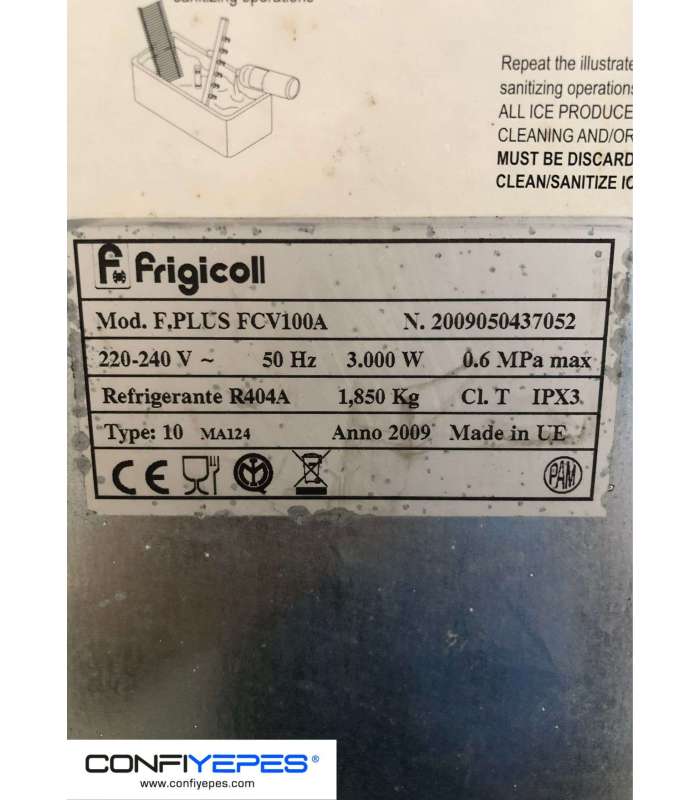 sanitizing operations
Repeat the illustrate
sanitizing operations
ALL ICE PRODUCE
CLEANING AND/OR
MUST BE DISCARD
CLEAN/SANITIZE IC
Frigicoll
Mod. F.PLUS FCV100A N. 2009050437052
220-240 V ~ 50 Hz 3.000 W 0.6 MPa max
Refrigerante R404A 1,850 Kg Cl. T IPX3
Type: 10 MA124 Anno 2009 Made in UE
CE PAM
CONFIYEPES®
www.confiyepes.com